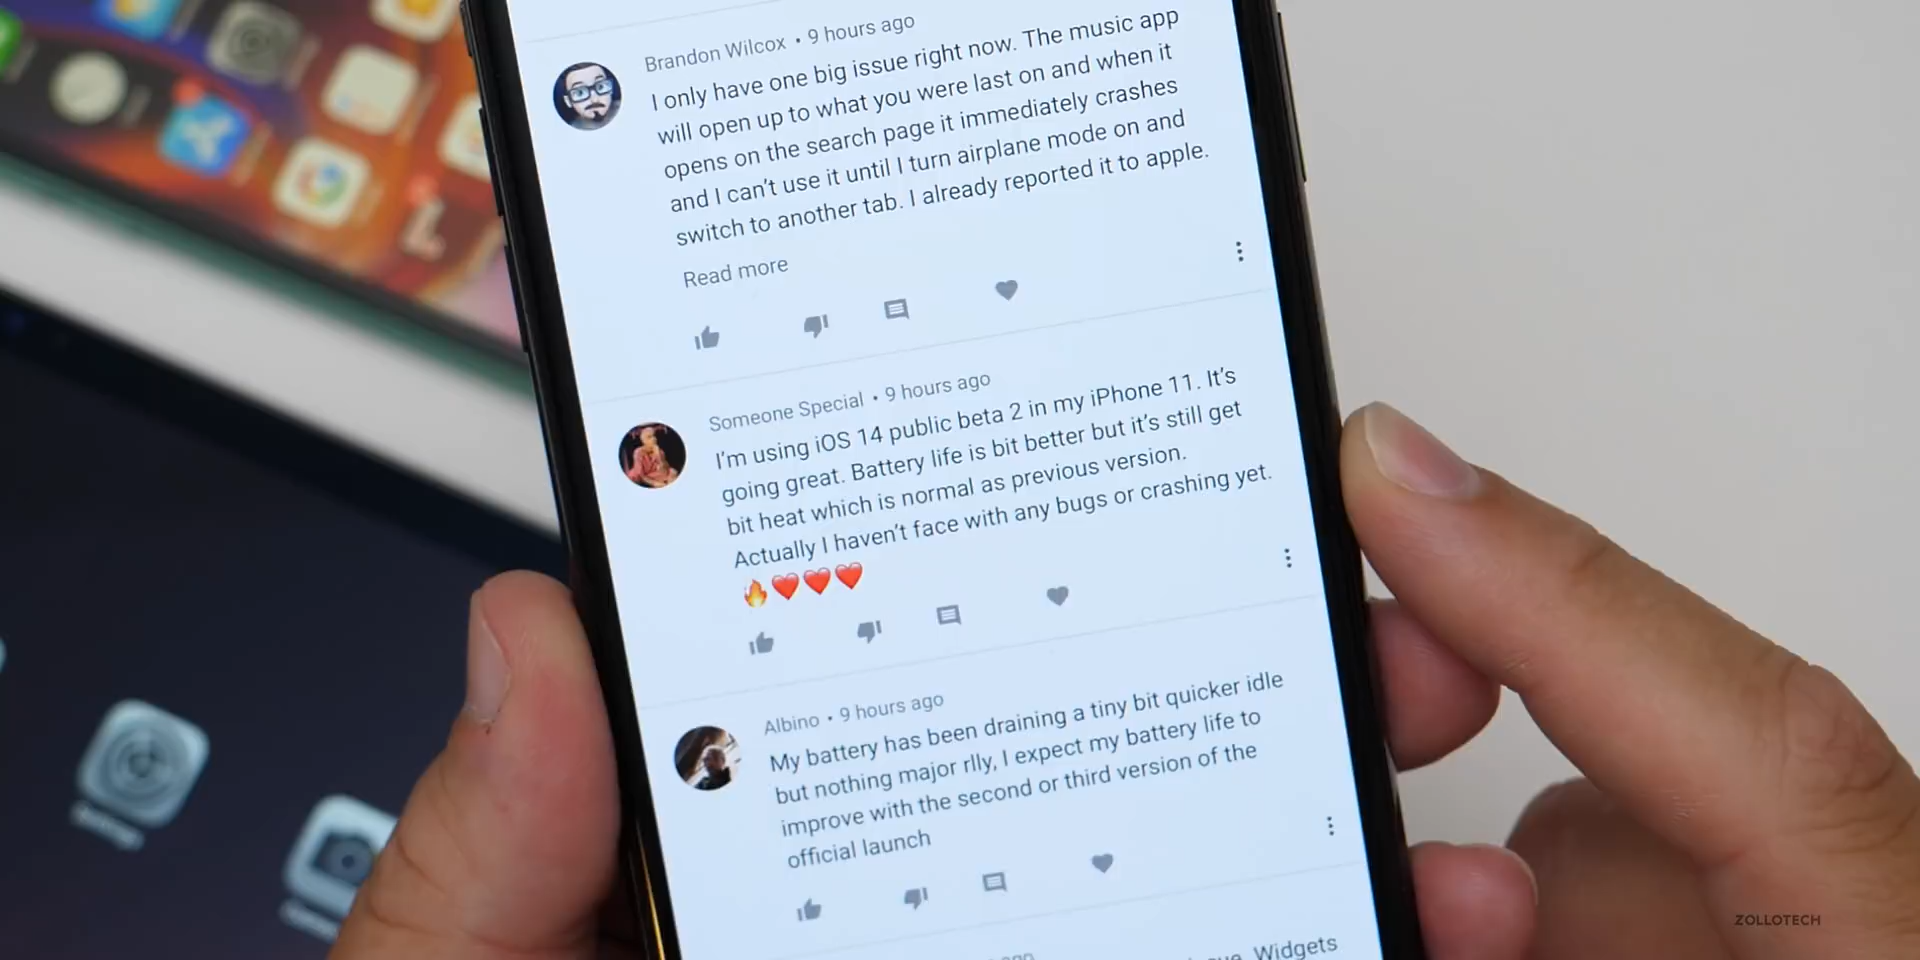 Brandon Wilcox • 9 hours ago
I only have one big issue right now. The music app
will open up to what you were last on and when it
opens on the search page it immediately crashes
and I can't use it until I turn airplane mode on and
switch to another tab. I already reported it to apple.
Read more
Someone Special • 9 hours ago
I'm using iOS 14 public beta 2 in my iPhone 11. It's
going great. Battery life is bit better but it's still get
bit heat which is normal as previous version.
Actually I haven't face with any bugs or crashing yet.
🔥❤️❤️❤️
Albino • 9 hours ago
My battery has been draining a tiny bit quicker idle
but nothing major rlly, I expect my battery life to
improve with the second or third version of the
official launch
Widgets
ZOLLOTECH